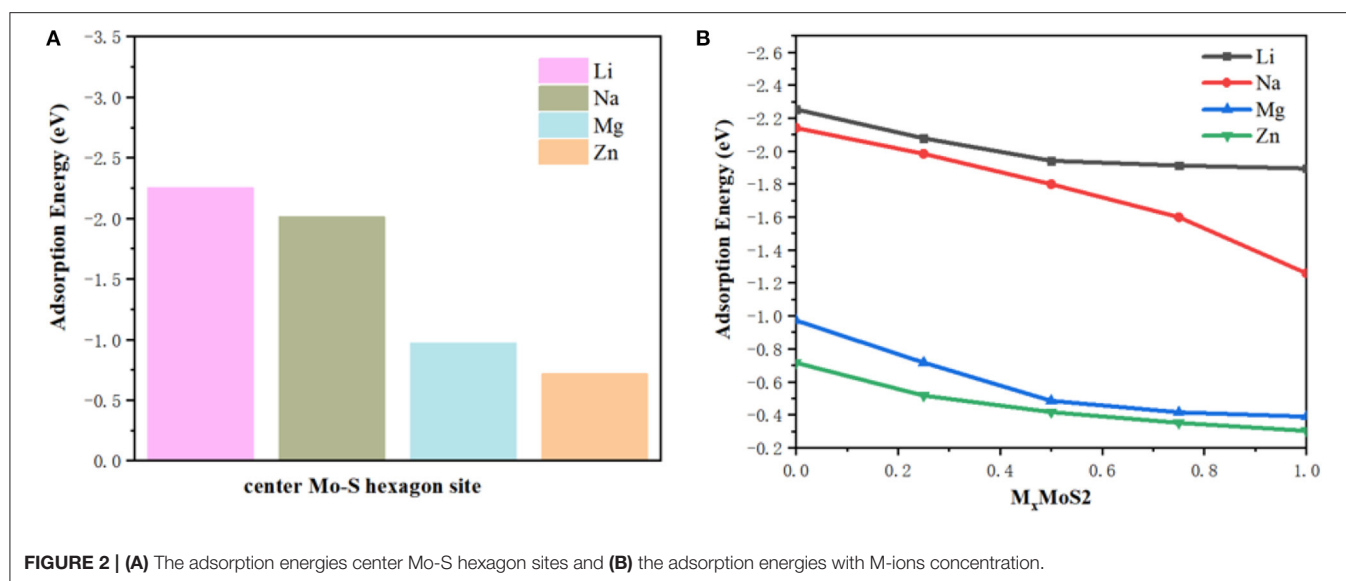 A
-3.5
-3.0
-2.5
-2.0
-1.5
-1.0
-0.5
0.0
Adsorption Energy (eV)
Li
Na
Mg
Zn
center Mo-S hexagon site
B
-2.6
-2.4
-2.2
-2.0
-1.8
-1.6
-1.4
-1.2
-1.0
-0.8
-0.6
-0.4
-0.2
Adsorption Energy (eV)
Li
Na
Mg
Zn
0.0 0.2 0.4 0.6 0.8 1.0
MₓMoS2
FIGURE 2 | (A) The adsorption energies center Mo-S hexagon sites and (B) the adsorption energies with M-ions concentration.